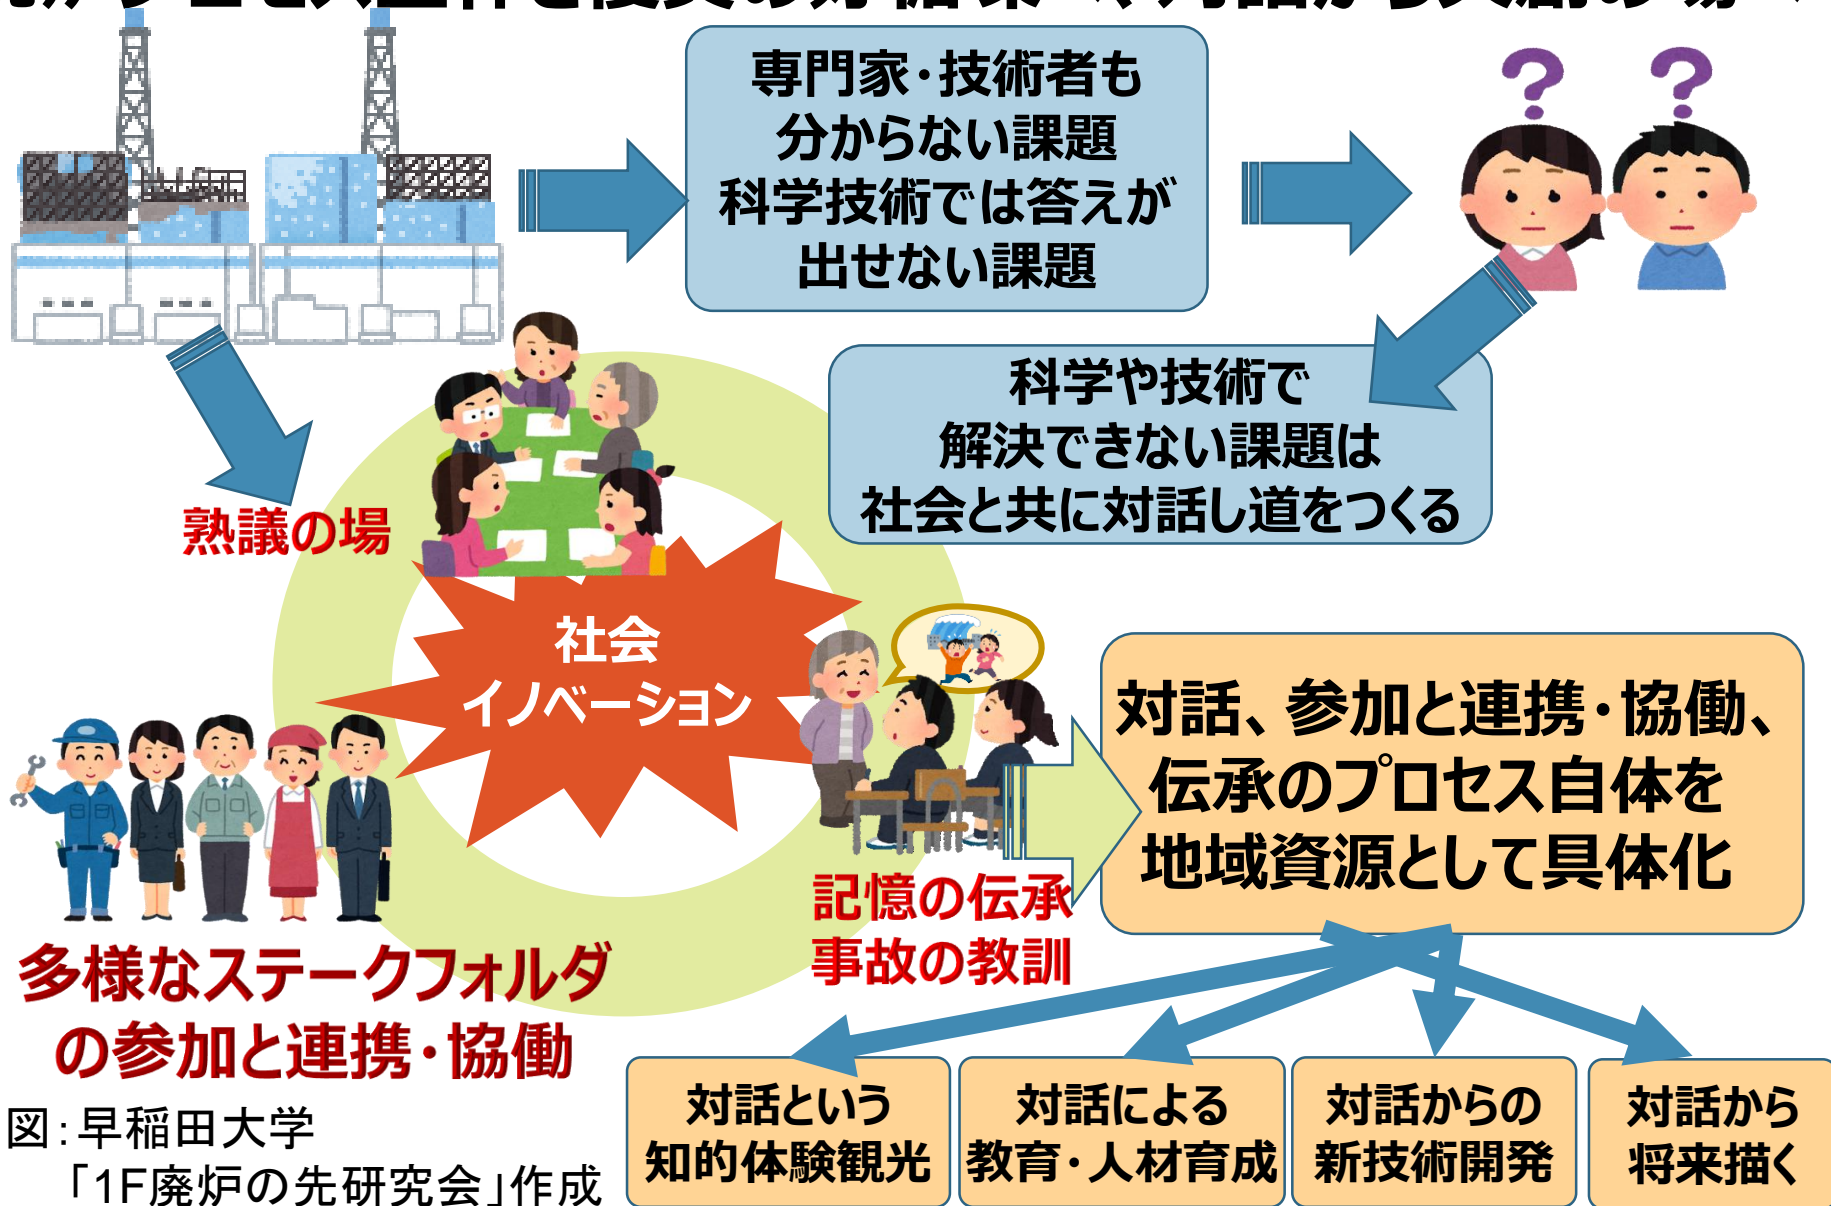 専門家・技術者も
分からない課題
科学技術では答えが
出せない課題
?
?
科学や技術で
解決できない課題は
社会と共に対話し道をつくる
熟議の場
社会
イノベーション
対話、参加と連携・協働、
伝承のプロセス自体を
地域資源として具体化
記憶の伝承
事故の教訓
多様なステークフォルダ
の参加と連携・協働
対話という
知的体験観光
対話による
教育・人材育成
対話からの
新技術開発
対話から
将来描く
図:早稲田大学
「1F廃炉の先研究会」作成